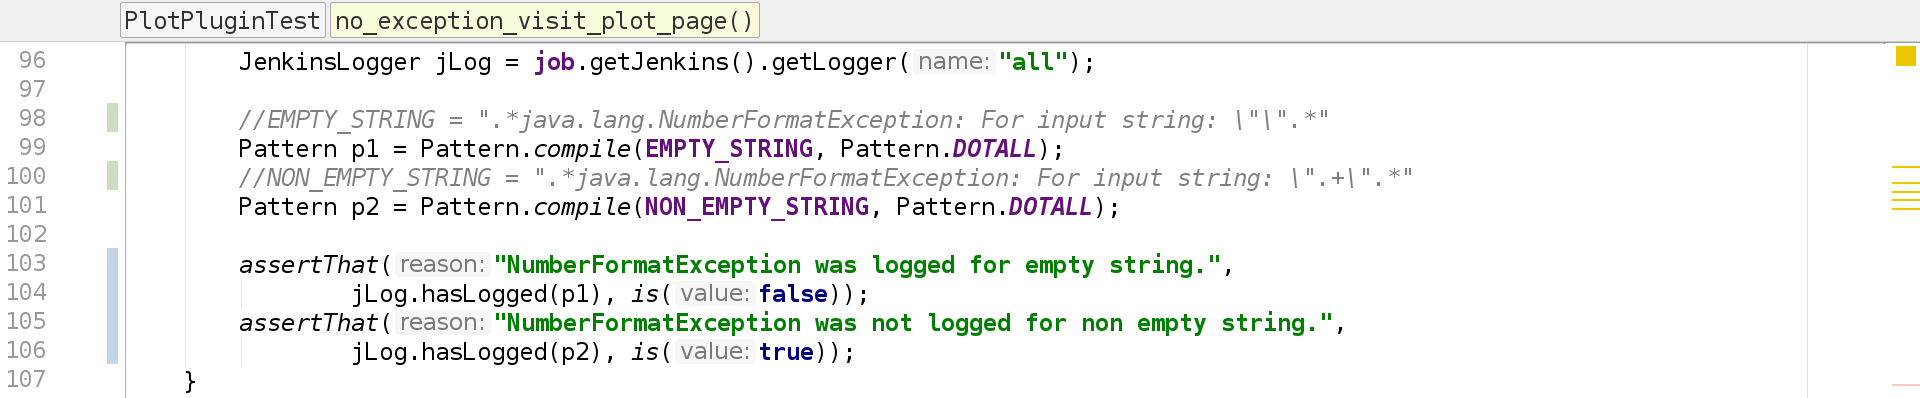 PlotPluginTest no_exception_visit_plot_page()
96 JenkinsLogger jLog = job.getJenkins().getLogger( name: "all");
97
98 //EMPTY_STRING = ".*java.lang.NumberFormatException: For input string: \"\".*"
99 Pattern p1 = Pattern.compile(EMPTY_STRING, Pattern.DOTALL);
100 //NON_EMPTY_STRING = ".*java.lang.NumberFormatException: For input string: \".+\".*"
101 Pattern p2 = Pattern.compile(NON_EMPTY_STRING, Pattern.DOTALL);
102
103 assertThat( reason: "NumberFormatException was logged for empty string.",
104 jLog.hasLogged(p1), is( value: false));
105 assertThat( reason: "NumberFormatException was not logged for non empty string.",
106 jLog.hasLogged(p2), is( value: true));
107 }